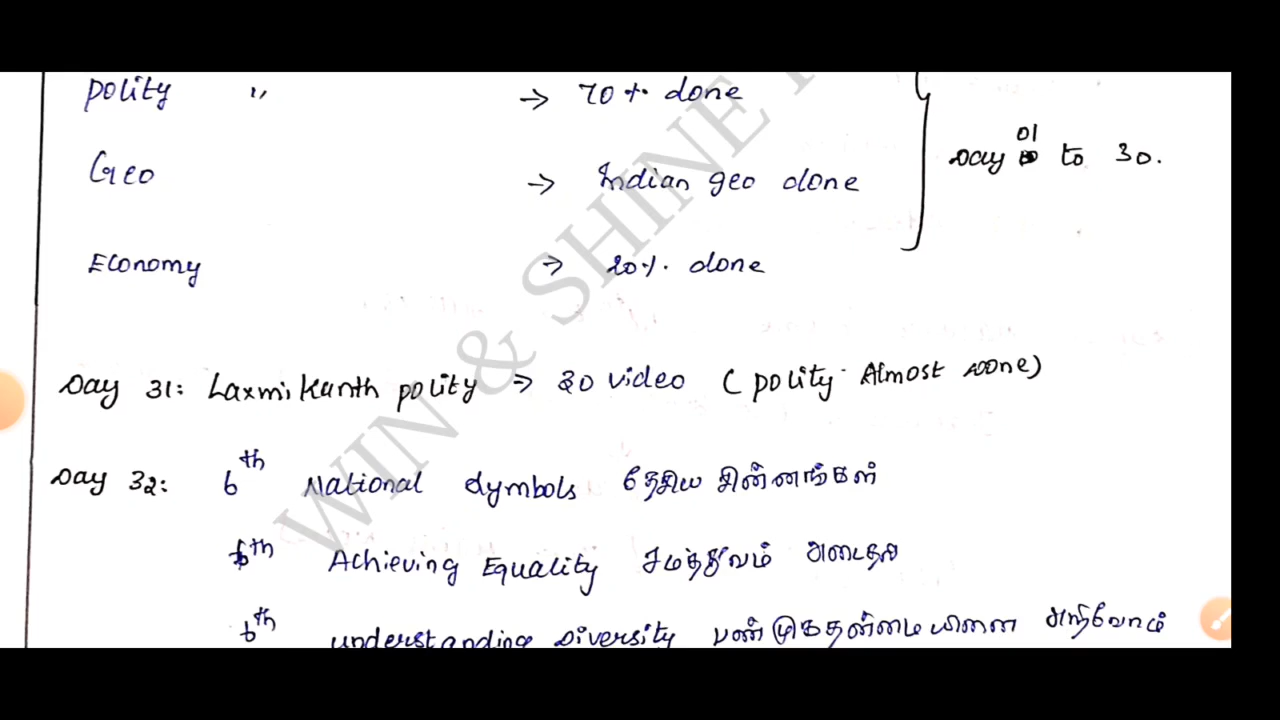 Polity " → 70% done
Day 01 to 30.
Geo → Indian geo done
Economy → 20% done
Day 31: Laxmikanth polity → 30 video (polity Almost done)
Day 32: 6th National Symbols தேசிய சின்னங்கள்
6th Achieving Equality சமத்துவம் அடைதல்
6th understanding Diversity பன்முகதன்மையினை அறிவோம்
WIN & SHINE